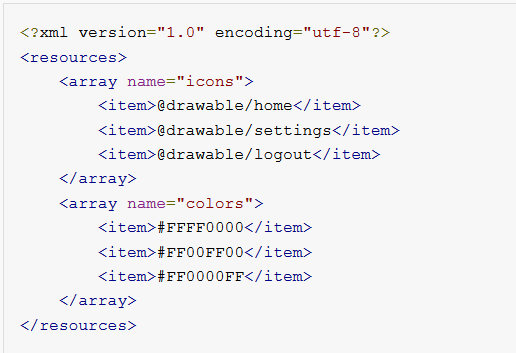 <?xml version="1.0" encoding="utf-8"?>
<resources>
    <array name="icons">
        <item>@drawable/home</item>
        <item>@drawable/settings</item>
        <item>@drawable/logout</item>
    </array>
    <array name="colors">
        <item>#FFFF0000</item>
        <item>#FF00FF00</item>
        <item>#FF0000FF</item>
    </array>
</resources>